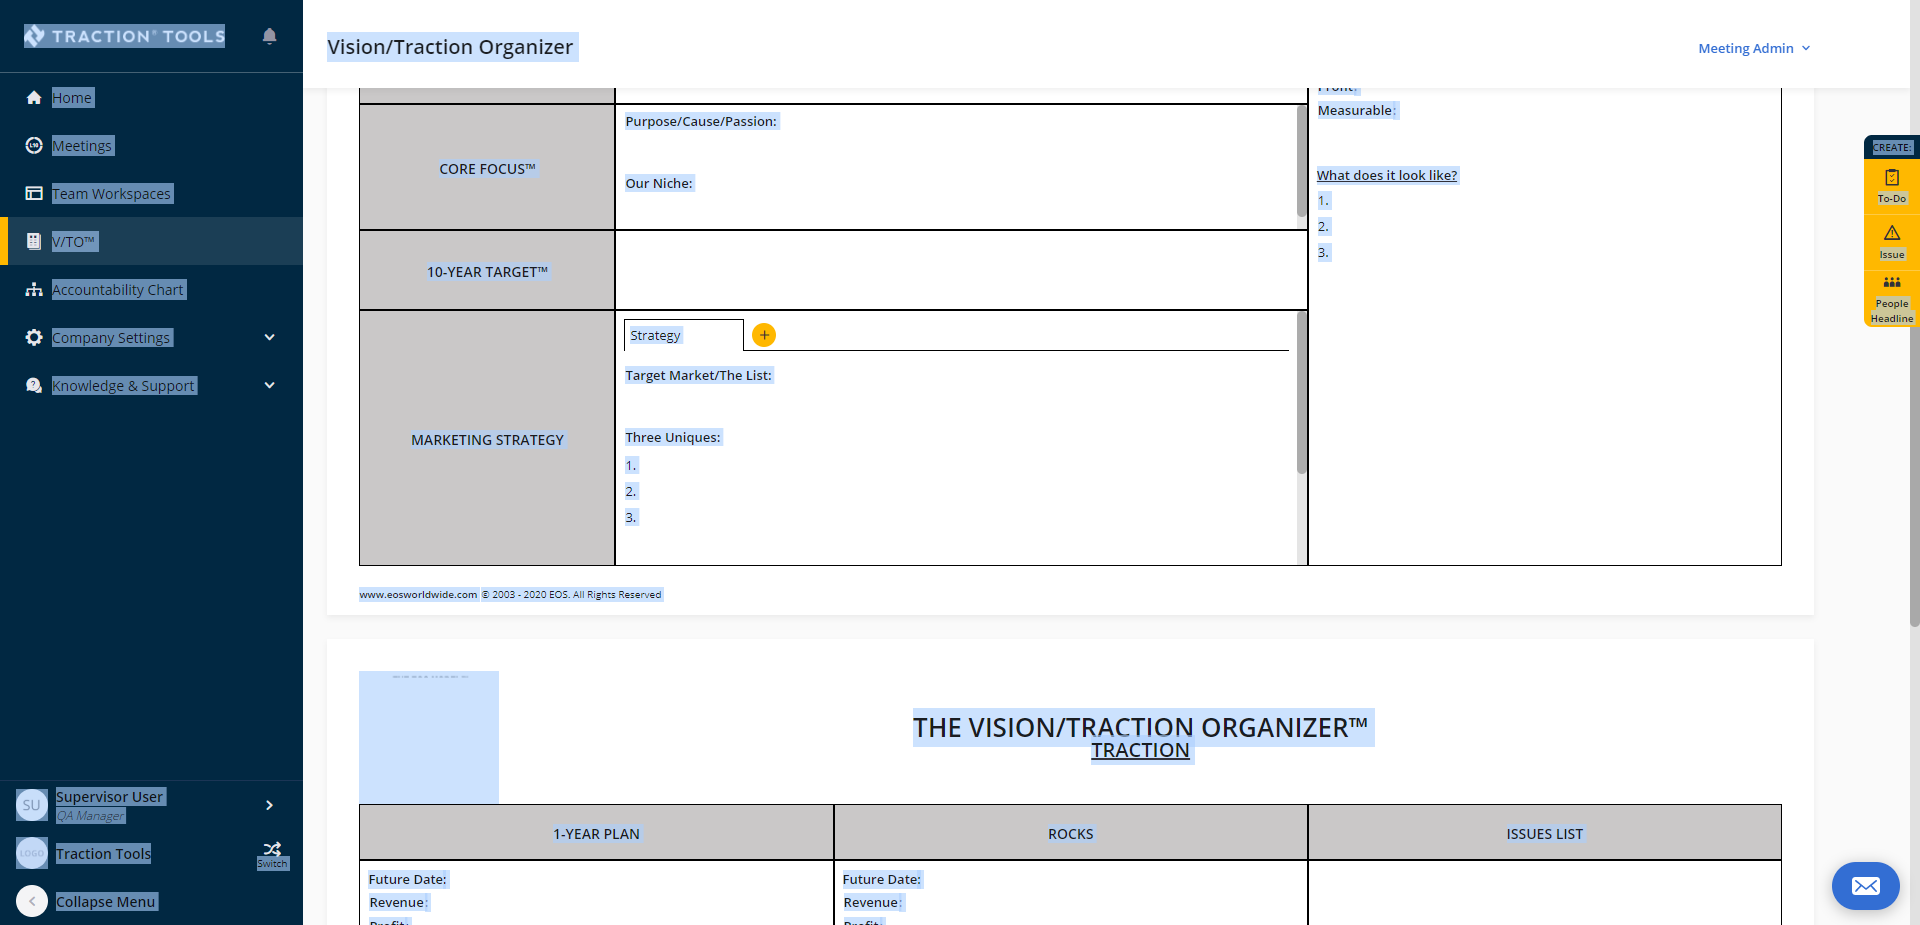 TRACTION® TOOLS
Home
Meetings
Team Workspaces
V/TO™
Accountability Chart
Company Settings
Knowledge & Support
SU
Supervisor User
QA Manager
LOGO
Traction Tools
Switch
Collapse Menu
Vision/Traction Organizer
Meeting Admin
Profit:
Measurable:
What does it look like?
1.
2.
3.
CORE FOCUS™
Purpose/Cause/Passion:
Our Niche:
10-YEAR TARGET™
MARKETING STRATEGY
Strategy
+
Target Market/The List:
Three Uniques:
1.
2.
3.
www.eosworldwide.com © 2003 - 2020 EOS. All Rights Reserved
THE VISION/TRACTION ORGANIZER™
TRACTION
1-YEAR PLAN
ROCKS
ISSUES LIST
Future Date:
Revenue:
Profit:
Future Date:
Revenue:
Profit:
CREATE:
To-Do
Issue
People
Headline